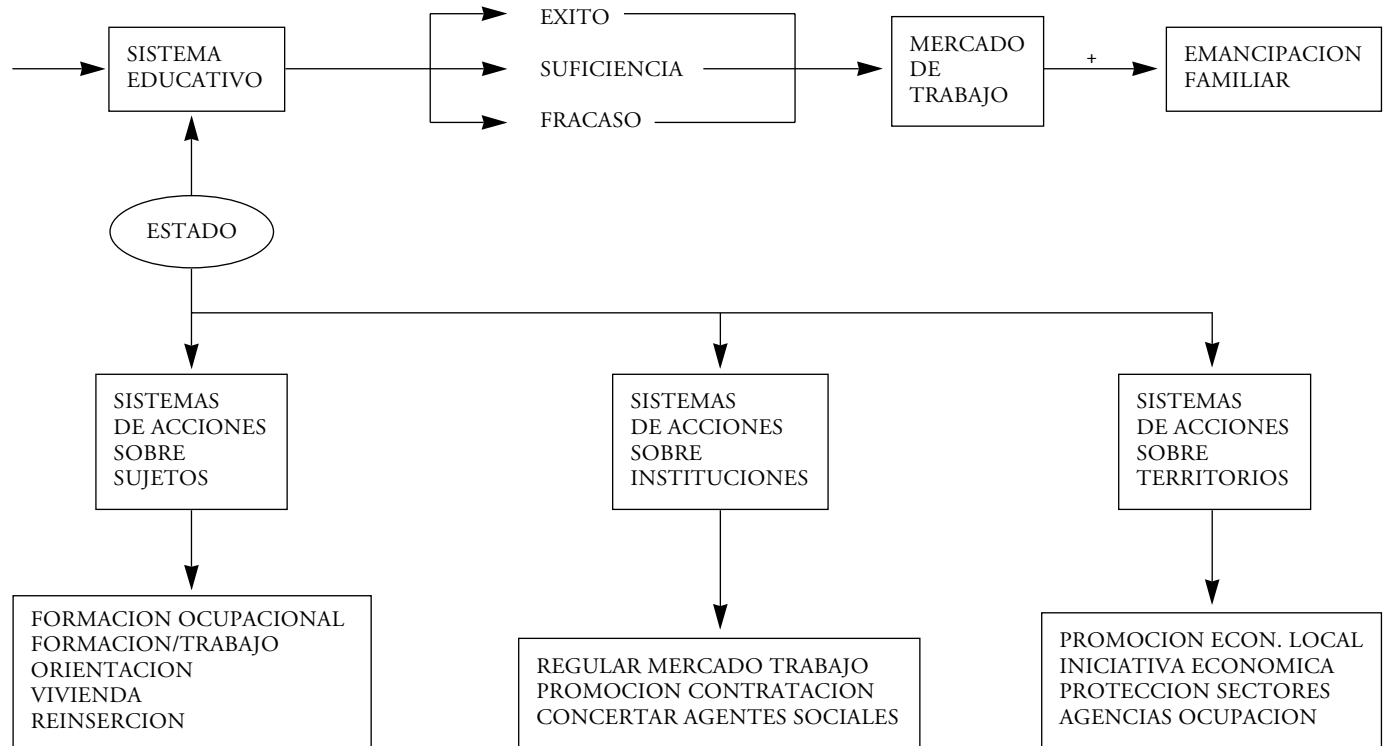 SISTEMA
EDUCATIVO
EXITO
SUFICIENCIA
FRACASO
MERCADO
DE
TRABAJO
+
EMANCIPACION
FAMILIAR
ESTADO
SISTEMAS
DE ACCIONES
SOBRE
SUJETOS
SISTEMAS
DE ACCIONES
SOBRE
INSTITUCIONES
SISTEMAS
DE ACCIONES
SOBRE
TERRITORIOS
FORMACION OCUPACIONAL
FORMACION/TRABAJO
ORIENTACION
VIVIENDA
REINSERCION
REGULAR MERCADO TRABAJO
PROMOCION CONTRATACION
CONCERTAR AGENTES SOCIALES
PROMOCION ECON. LOCAL
INICIATIVA ECONOMICA
PROTECCION SECTORES
AGENCIAS OCUPACION